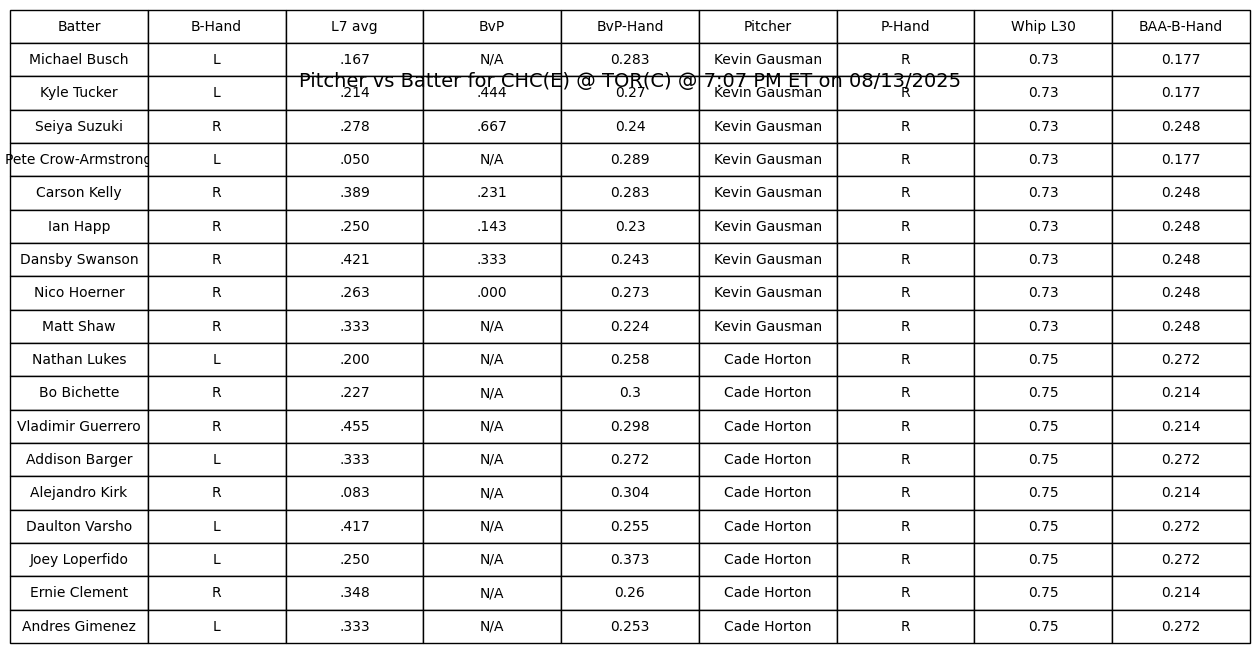 Batter B-Hand L7 avg BvP BvP-Hand Pitcher P-Hand Whip L30 BAA-B-Hand
Michael Busch L .167 N/A 0.283 Kevin Gausman R 0.73 0.177
Pitcher vs Batter for CHC(E) @ TOR(C) @ 7:07 PM ET on 08/13/2025
Kyle Tucker L .214 .444 0.27 Kevin Gausman R 0.73 0.177
Seiya Suzuki R .278 .667 0.24 Kevin Gausman R 0.73 0.248
Pete Crow-Armstrong L .050 N/A 0.289 Kevin Gausman R 0.73 0.177
Carson Kelly R .389 .231 0.283 Kevin Gausman R 0.73 0.248
Ian Happ R .250 .143 0.23 Kevin Gausman R 0.73 0.248
Dansby Swanson R .421 .333 0.243 Kevin Gausman R 0.73 0.248
Nico Hoerner R .263 .000 0.273 Kevin Gausman R 0.73 0.248
Matt Shaw R .333 N/A 0.224 Kevin Gausman R 0.73 0.248
Nathan Lukes L .200 N/A 0.258 Cade Horton R 0.75 0.272
Bo Bichette R .227 N/A 0.3 Cade Horton R 0.75 0.214
Vladimir Guerrero R .455 N/A 0.298 Cade Horton R 0.75 0.214
Addison Barger L .333 N/A 0.272 Cade Horton R 0.75 0.272
Alejandro Kirk R .083 N/A 0.304 Cade Horton R 0.75 0.214
Daulton Varsho L .417 N/A 0.255 Cade Horton R 0.75 0.272
Joey Loperfido L .250 N/A 0.373 Cade Horton R 0.75 0.272
Ernie Clement R .348 N/A 0.26 Cade Horton R 0.75 0.214
Andres Gimenez L .333 N/A 0.253 Cade Horton R 0.75 0.272